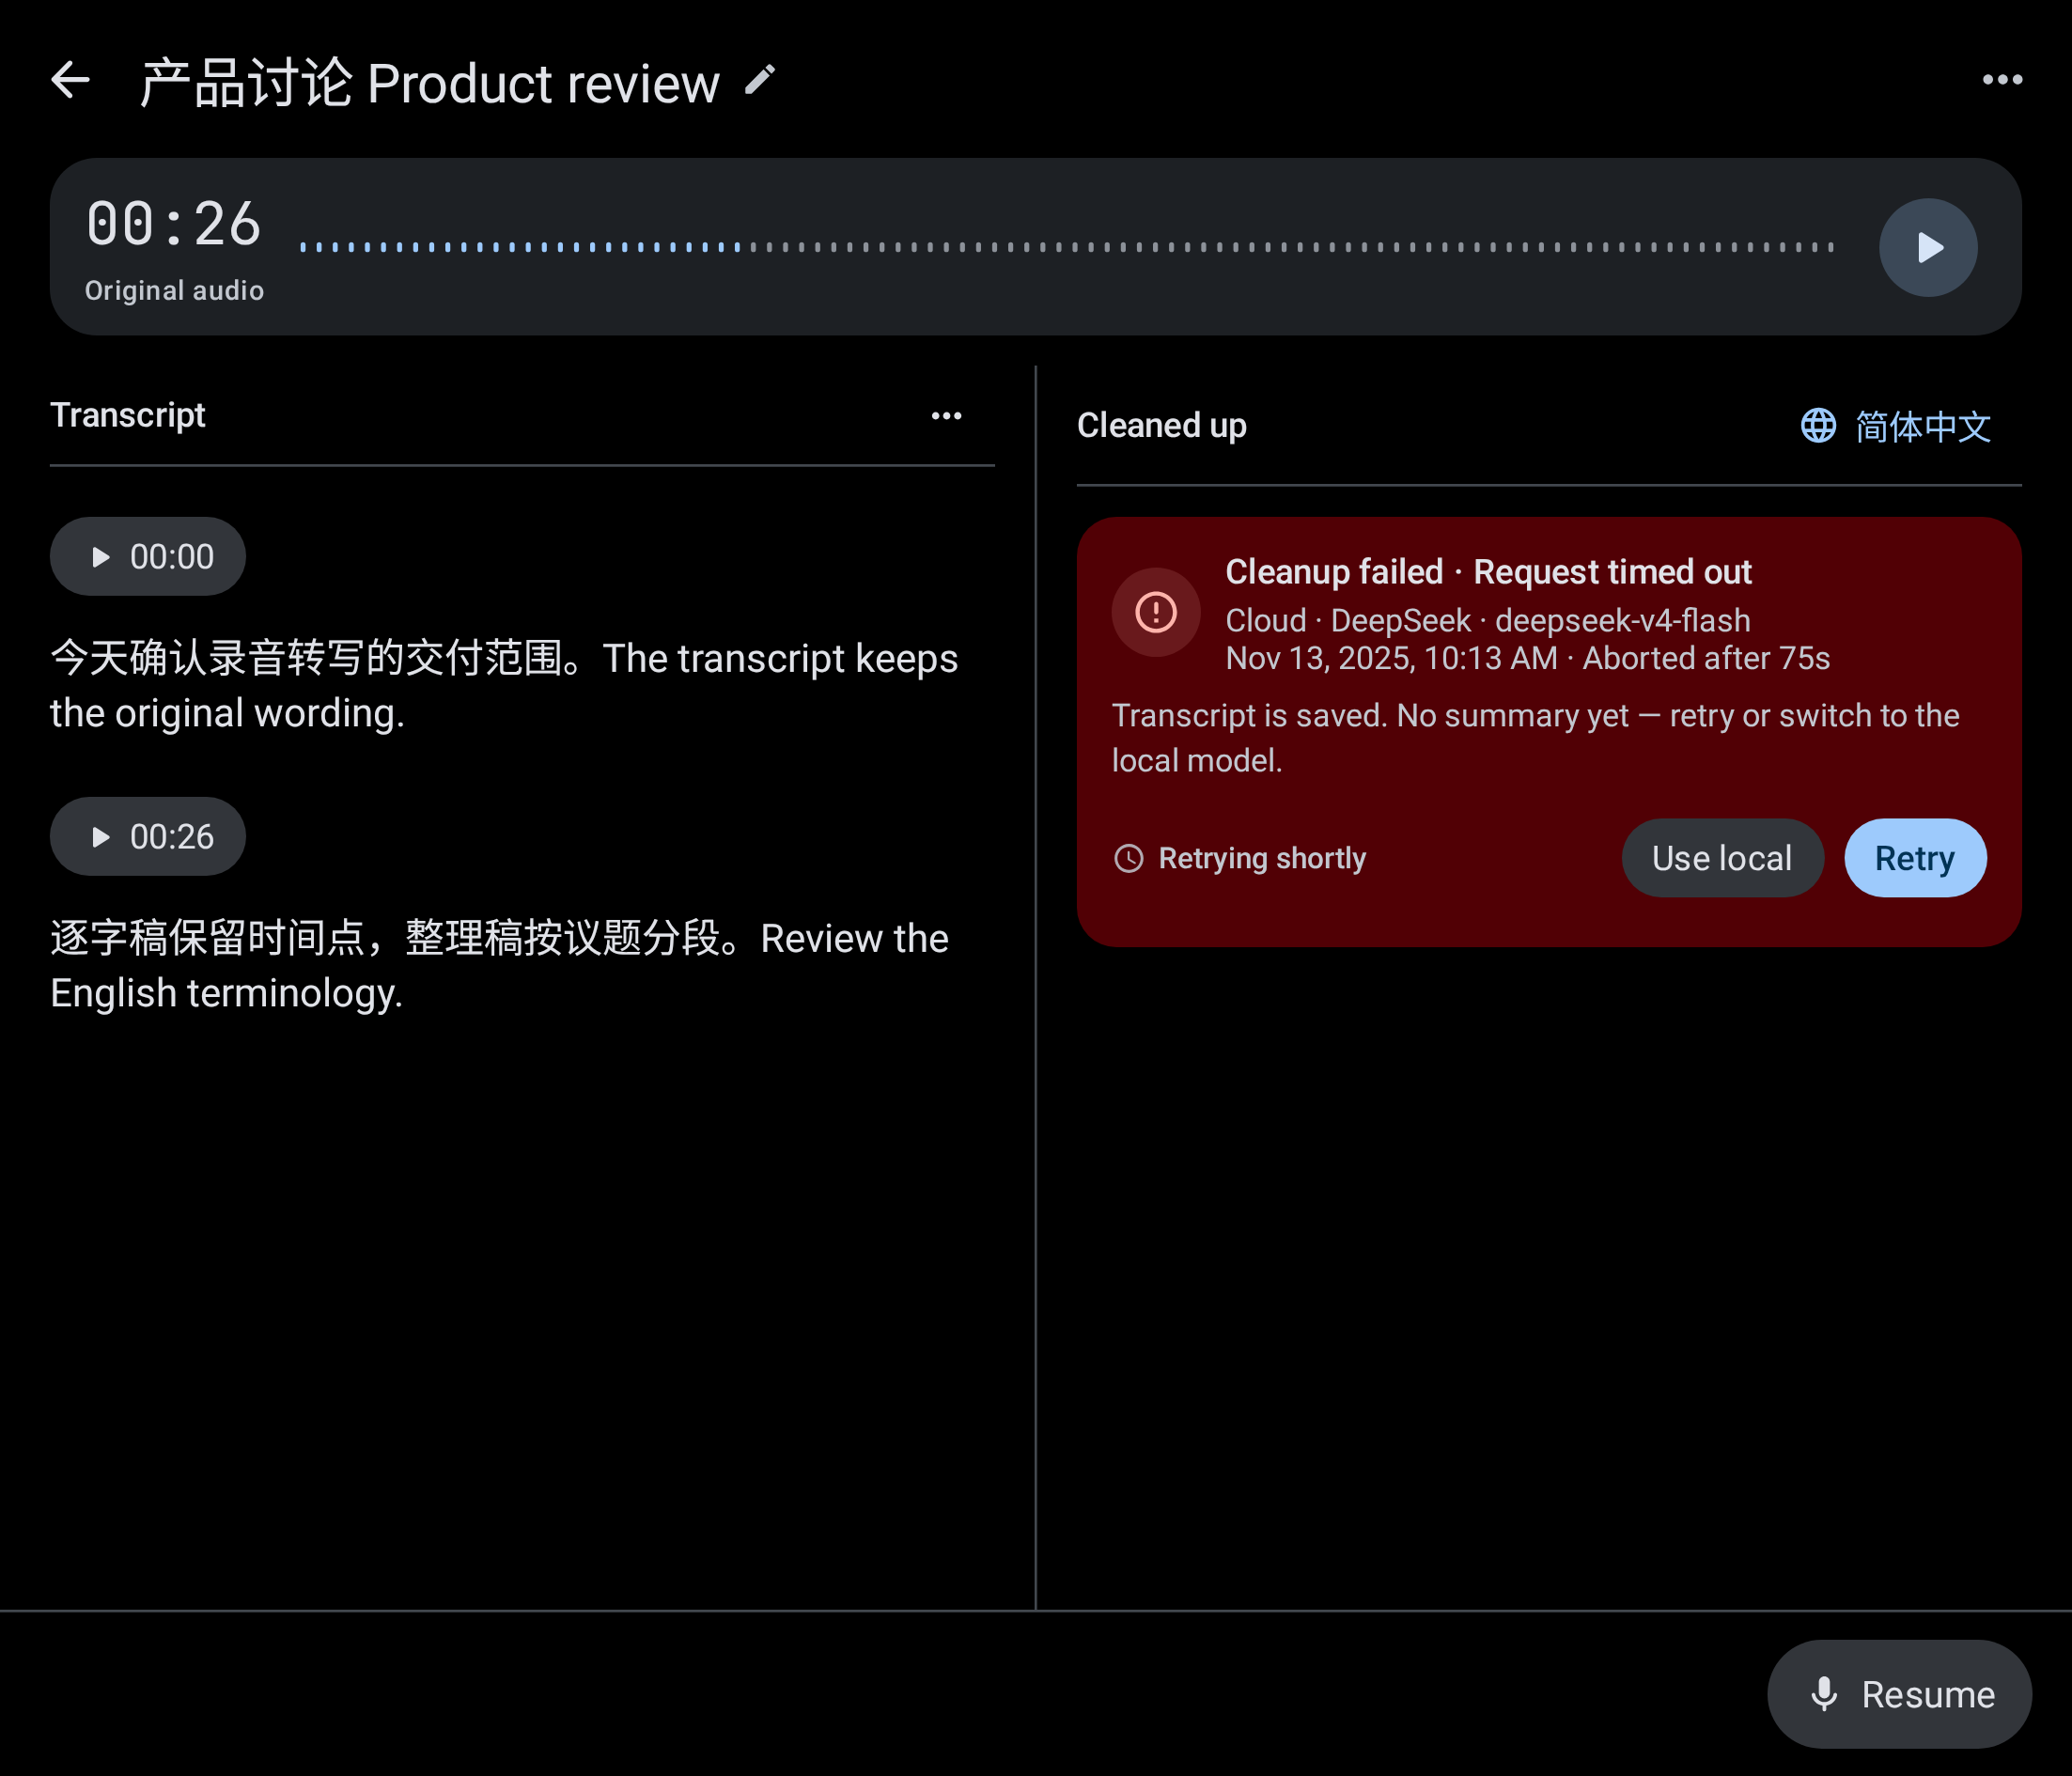 产品讨论 Product review
00:26
Original audio
Transcript
00:00
今天确认录音转写的交付范围。The transcript keeps
the original wording.
00:26
逐字稿保留时间点，整理稿按议题分段。Review the
English terminology.
Cleaned up
简体中文
Cleanup failed · Request timed out
Cloud · DeepSeek · deepseek-v4-flash
Nov 13, 2025, 10:13 AM · Aborted after 75s
Transcript is saved. No summary yet — retry or switch to the
local model.
Retrying shortly
Use local
Retry
Resume